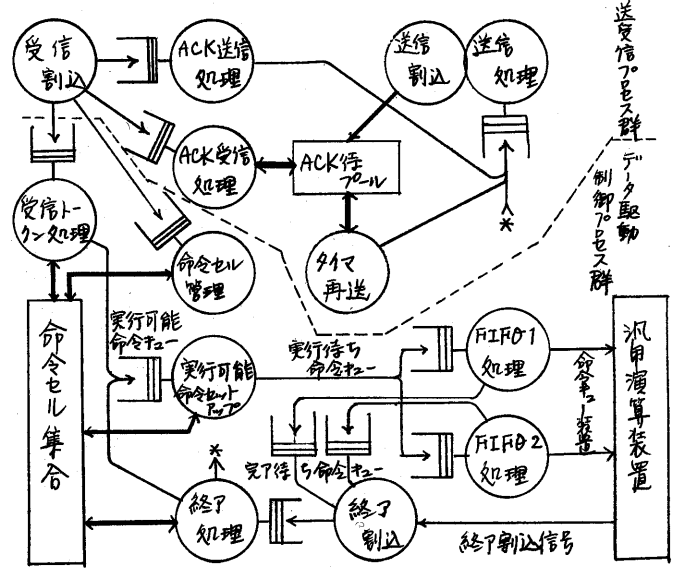 受信
割込
ACK送信
処理
送信
割込
送信
処理
送受信プロセス群
ACK受信
処理
ACK待
プール
データ駆動
制御プロセス群
受信トー
クン処理
命令セル
管理
タイマ
再送
*
実行可能
命令キュー
実行待ち
命令キュー
FIFO1
処理
命令セル集合
実行可能
命令セット
アップ
命令キュー装置
汎用演算装置
FIFO2
処理
*
完了待ち命令キュー
終了
処理
終了
割込
終了割込信号